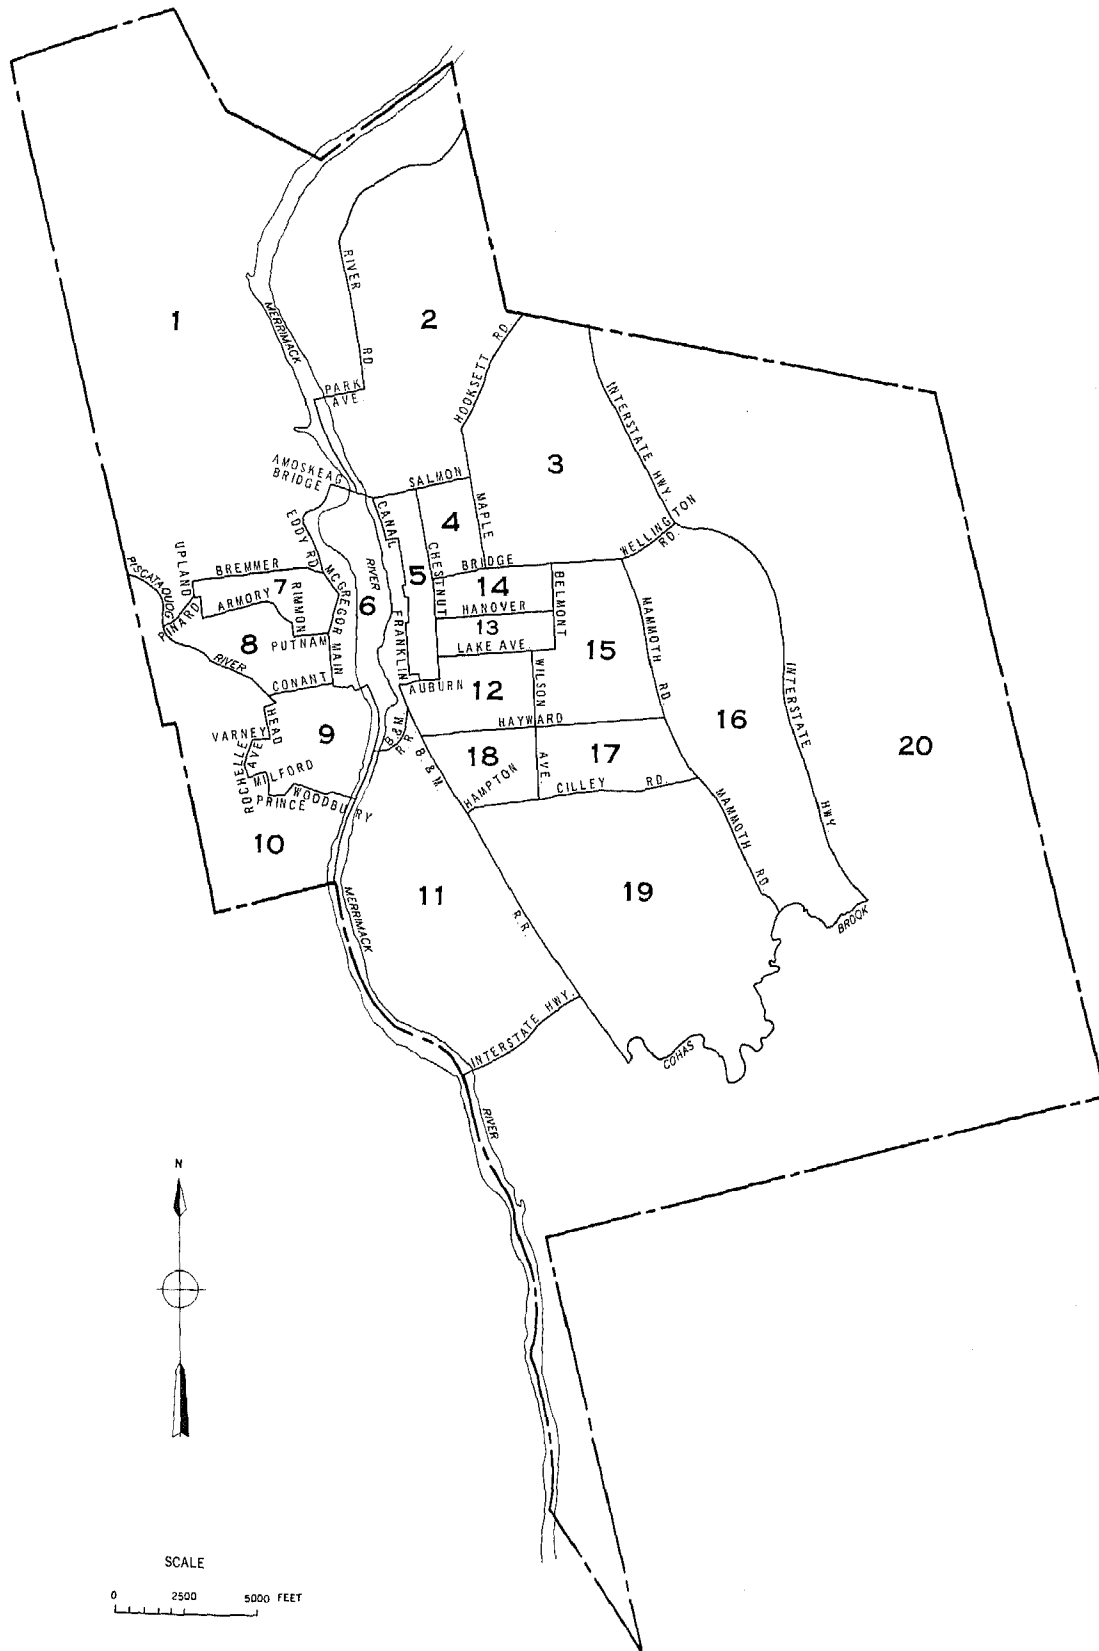 1
2
RIVER
RD.
MERRIMACK
PARK
AVE.
HOOKSETT RD.
INTERSTATE HWY.
3
AMOSKEAG
BRIDGE
SALMON
CANAL
4
MAPLE
WELLINGTON
RD.
EDDY RD.
UPLAND
BREMMER
PISCATAQUOG
PINARD
7
ARMORY
RIMMON
MCGREGOR
RIVER
6
5
CHESTNUT
BRIDGE
14
HANOVER
BELMONT
13
LAKE AVE.
8
PUTNAM
MAIN
FRANKLIN
RIVER
CONANT
AUBURN
12
WILSON
15
MAMMOTH RD.
16
INTERSTATE
HWY.
20
HEAD
VARNEY
ROCHELLE
AVE.
9
B. & M.
R. R.
B. & M.
HAYWARD
18
AVE.
17
HAMPTON
CILLEY RD.
MILFORD
PRINCE
WOODBURY
MAMMOTH RD.
10
11
19
R.R.
MERRIMACK
BROOK
INTERSTATE HWY.
COHAS
RIVER
N
SCALE
0 2500 5000 FEET